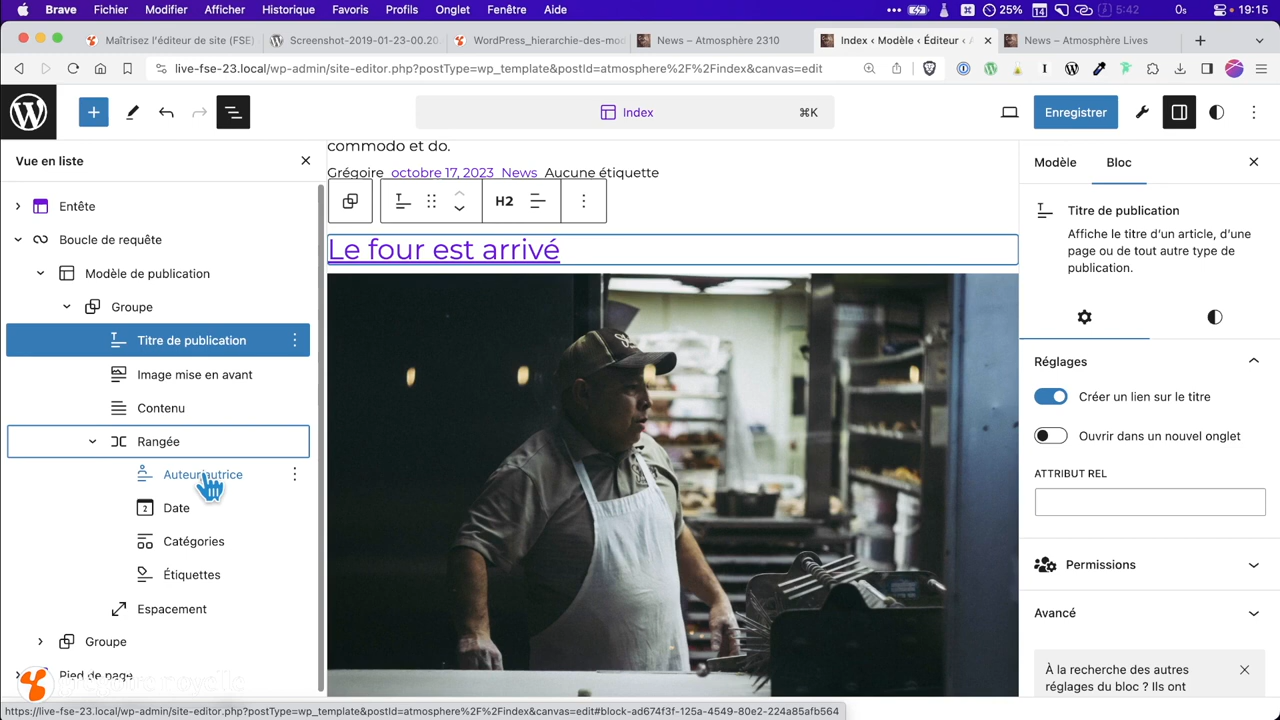 Brave Modifier Afficher Historique Favoris Profils Onglet Fenêtre Aide 25% 14 5:42 0s 19:15
Maîtrisez l'éditeur de site (FSE)
Screenshot-2019-01-23-00.20.
WordPress_hierarchie-des-mod
News – Atmosphère 2310
Index ‹ Modèle ‹ Éditeur ‹ A
News – Atmosphère Lives
live-fse-23.local/wp-admin/site-editor.php?postType=wp_template&postId=atmosphere%2F%2Findex&canvas=edit
Index ⌘K
Enregistrer
Vue en liste
Entête
Boucle de requête
Modèle de publication
Groupe
Titre de publication
Image mise en avant
Contenu
Rangée
Date
Catégories
Étiquettes
Espacement
Groupe
Pied de page
commodo et do.
Grégoire octobre 17, 2023 News Aucune étiquette
H2
Le four est arrivé
Modèle Bloc
Titre de publication
Affiche le titre d'un article, d'une
page ou de tout autre type de
publication.
Réglages
Créer un lien sur le titre
Ouvrir dans un nouvel onglet
ATTRIBUT REL
Permissions
Avancé
À la recherche des autres
réglages du bloc ? Ils ont
https://live-fse-23.local/wp-admin/site-editor.php?postType=wp_template&postId=atmosphere%2F%2Findex&canvas=edit#block-ad674f3f-125a-4549-80e2-224a85afb564